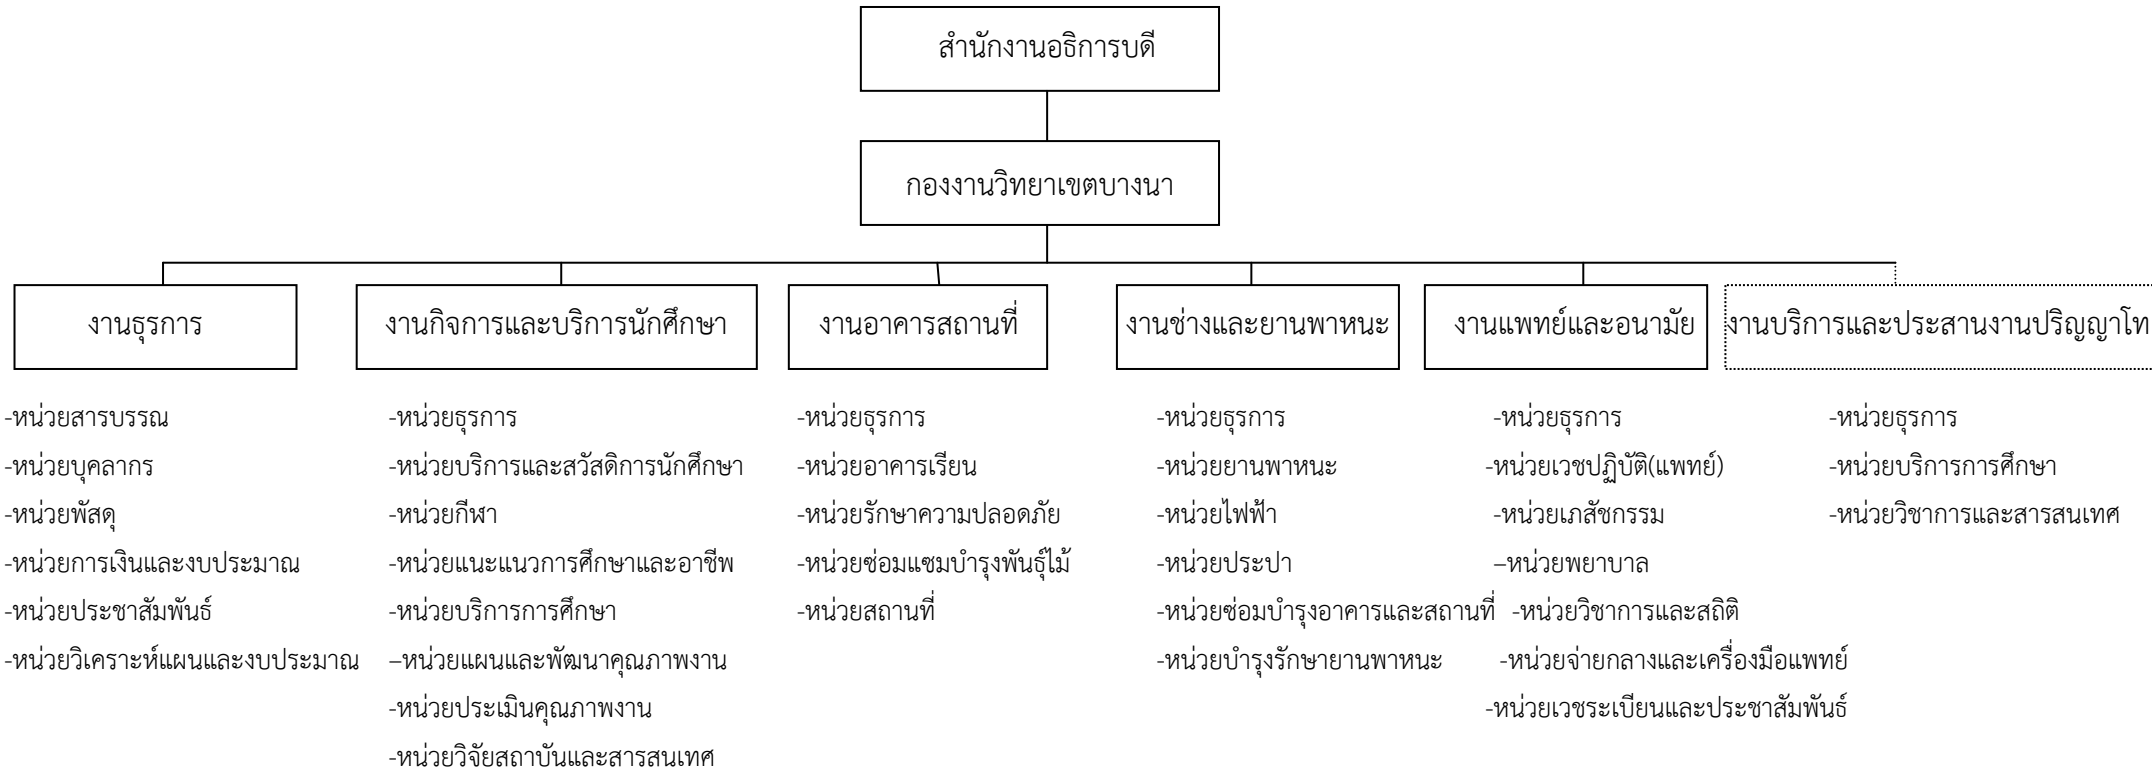 สำนักงานอธิการบดี
กองงานวิทยาเขตบางนา
งานธุรการ
งานกิจการและบริการนักศึกษา
งานอาคารสถานที่
งานช่างและยานพาหนะ
งานแพทย์และอนามัย
งานบริการและประสานงานปริญญาโท
-หน่วยสารบรรณ
-หน่วยบุคลากร
-หน่วยพัสดุ
-หน่วยการเงินและงบประมาณ
-หน่วยประชาสัมพันธ์
-หน่วยวิเคราะห์แผนและงบประมาณ
-หน่วยธุรการ
-หน่วยบริการและสวัสดิการนักศึกษา
-หน่วยกีฬา
-หน่วยแนะแนวการศึกษาและอาชีพ
-หน่วยบริการการศึกษา
–หน่วยแผนและพัฒนาคุณภาพงาน
-หน่วยประเมินคุณภาพงาน
-หน่วยวิจัยสถาบันและสารสนเทศ
-หน่วยธุรการ
-หน่วยอาคารเรียน
-หน่วยรักษาความปลอดภัย
-หน่วยซ่อมแซมบำรุงพันธุ์ไม้
-หน่วยสถานที่
-หน่วยธุรการ
-หน่วยยานพาหนะ
-หน่วยไฟฟ้า
-หน่วยประปา
-หน่วยซ่อมบำรุงอาคารและสถานที่
-หน่วยบำรุงรักษายานพาหนะ
-หน่วยธุรการ
-หน่วยเวชปฏิบัติ(แพทย์)
-หน่วยเภสัชกรรม
–หน่วยพยาบาล
-หน่วยวิชาการและสถิติ
-หน่วยจ่ายกลางและเครื่องมือแพทย์
-หน่วยเวชระเบียนและประชาสัมพันธ์
-หน่วยธุรการ
-หน่วยบริการการศึกษา
-หน่วยวิชาการและสารสนเทศ